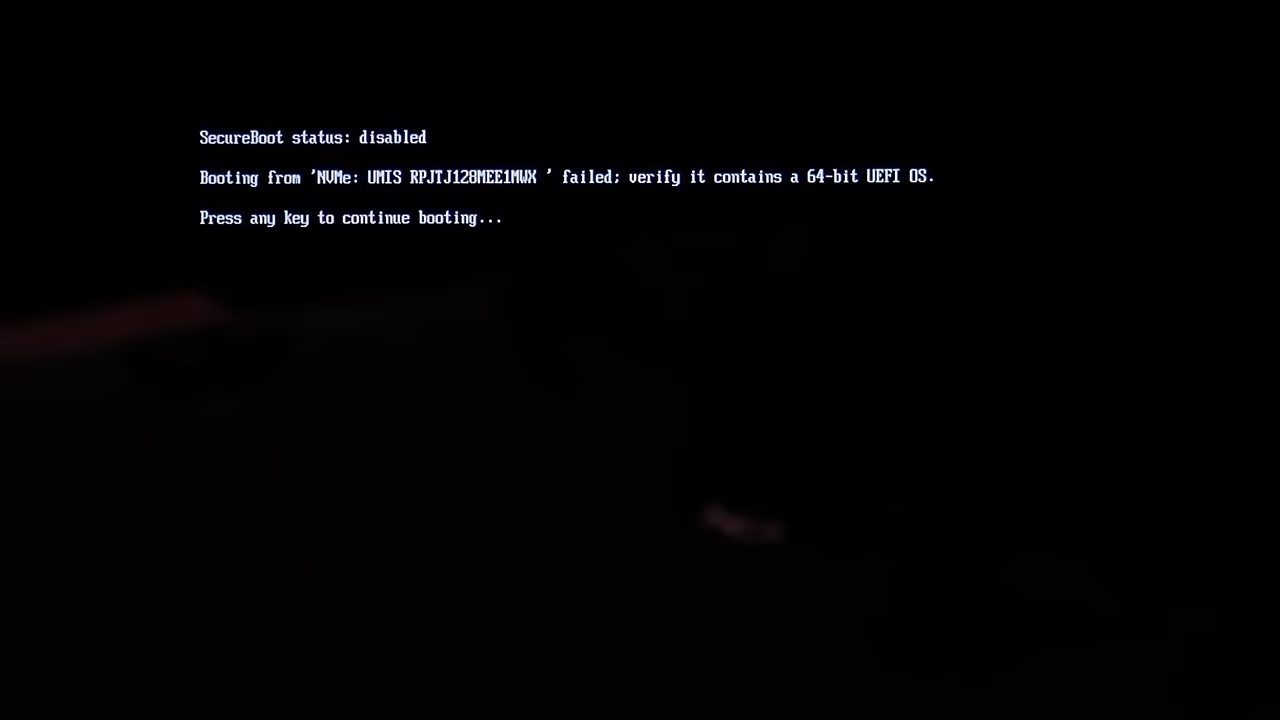 SecureBoot status: disabled
Booting from 'NVMe: UMIS RPJTJ128MEE1MWX ' failed; verify it contains a 64-bit UEFI OS.
Press any key to continue booting...